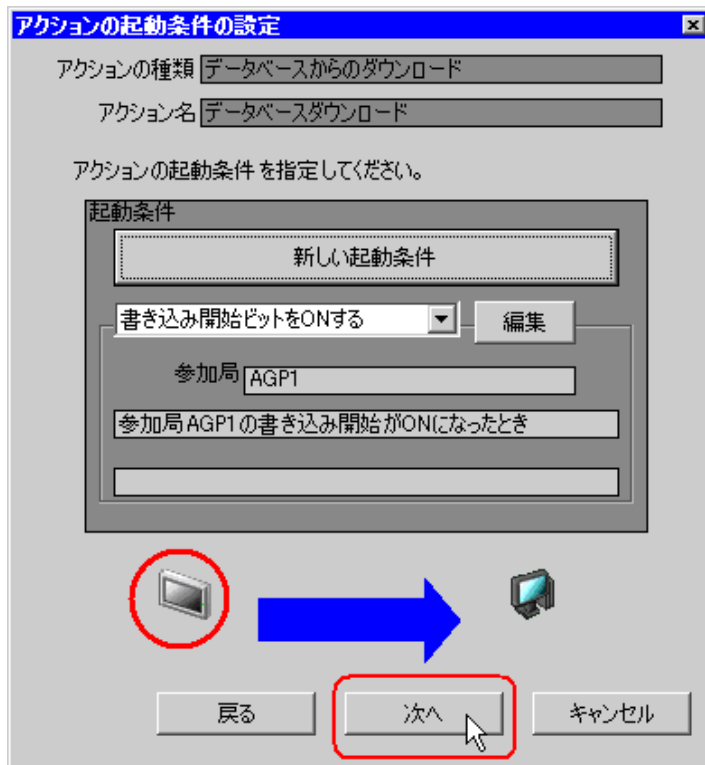 アクションの起動条件の設定
アクションの種類 データベースからのダウンロード
アクション名 データベースダウンロード
アクションの起動条件 を指定してください。
起動条件
新しい起動条件
書き込み開始ビットをONする 編集
参加局 AGP1
参加局AGP1の書き込み開始がONになったとき
戻る 次へ キャンセル